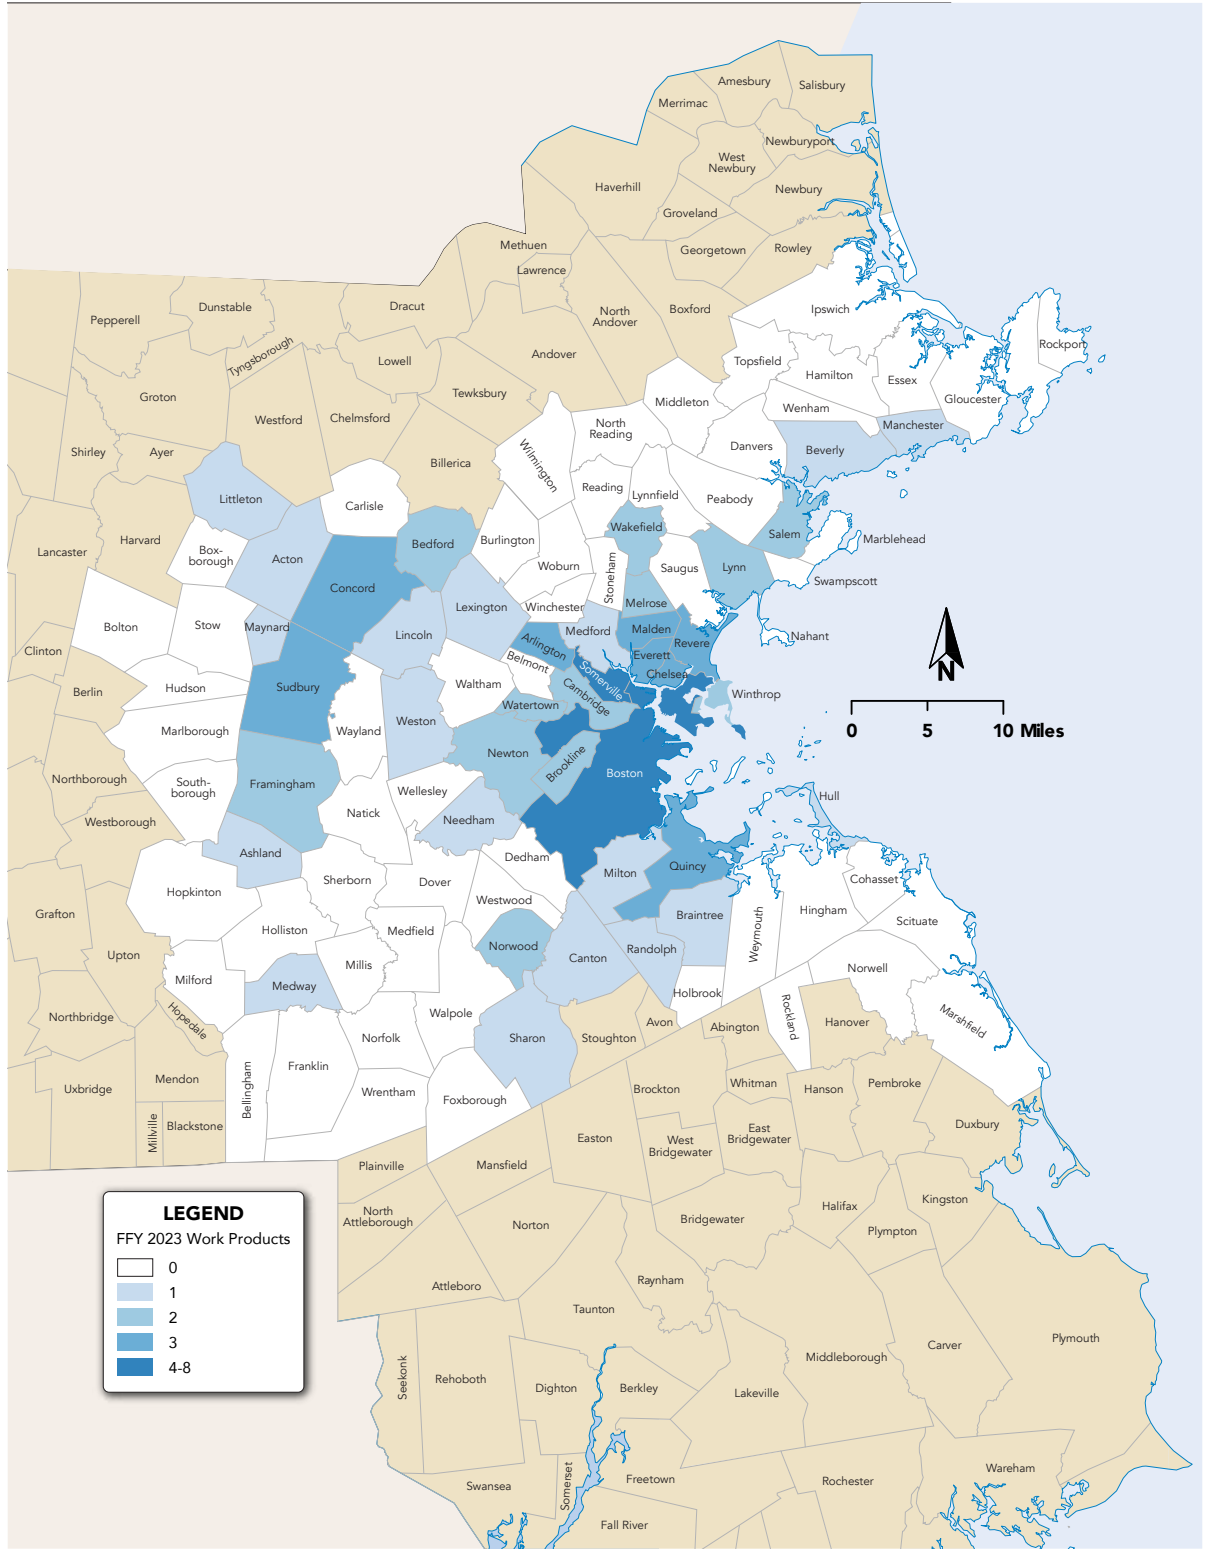 Amesbury
Salisbury
Merrimac
Newburyport
West
Newbury
Haverhill
Newbury
Groveland
Methuen
Georgetown
Rowley
Lawrence
Dunstable
Dracut
Pepperell
North
Andover
Boxford
Ipswich
Rockport
Tyngsborough
Lowell
Andover
Topsfield
Hamilton
Essex
Groton
Tewksbury
Middleton
Wenham
Gloucester
Westford
Chelmsford
North
Reading
Manchester
Shirley
Ayer
Billerica
Wilmington
Danvers
Beverly
Littleton
Carlisle
Reading
Lynnfield
Peabody
Lancaster
Harvard
Box-
borough
Acton
Bedford
Burlington
Wakefield
Salem
Marblehead
Concord
Woburn
Stoneham
Saugus
Lynn
Swampscott
Bolton
Stow
Maynard
Lexington
Winchester
Melrose
Lincoln
Medford
Malden
Revere
Nahant
Clinton
Arlington
Everett
Belmont
Somerville
Chelsea
Berlin
Hudson
Sudbury
Waltham
Cambridge
Winthrop
N
Marlborough
Wayland
Weston
Watertown
0 5 10 Miles
Northborough
South-
borough
Framingham
Newton
Brookline
Boston
Wellesley
Hull
Westborough
Natick
Needham
Ashland
Dedham
Milton
Quincy
Hopkinton
Sherborn
Dover
Cohasset
Grafton
Westwood
Braintree
Weymouth
Hingham
Scituate
Holliston
Medfield
Norwood
Randolph
Upton
Millis
Canton
Norwell
Milford
Medway
Holbrook
Northbridge
Hopedale
Walpole
Avon
Abington
Rockland
Hanover
Marshfield
Norfolk
Sharon
Stoughton
Uxbridge
Mendon
Bellingham
Franklin
Wrentham
Foxborough
Brockton
Whitman
Hanson
Pembroke
Millville
Blackstone
Easton
West
Bridgewater
East
Bridgewater
Duxbury
Plainville
Mansfield
Halifax
Kingston
North
Attleborough
Norton
Bridgewater
Plympton
Attleboro
Raynham
Taunton
Middleborough
Carver
Plymouth
Seekonk
Rehoboth
Dighton
Berkley
Lakeville
Swansea
Somerset
Freetown
Rochester
Wareham
Fall River
LEGEND
FFY 2023 Work Products
0
1
2
3
4-8